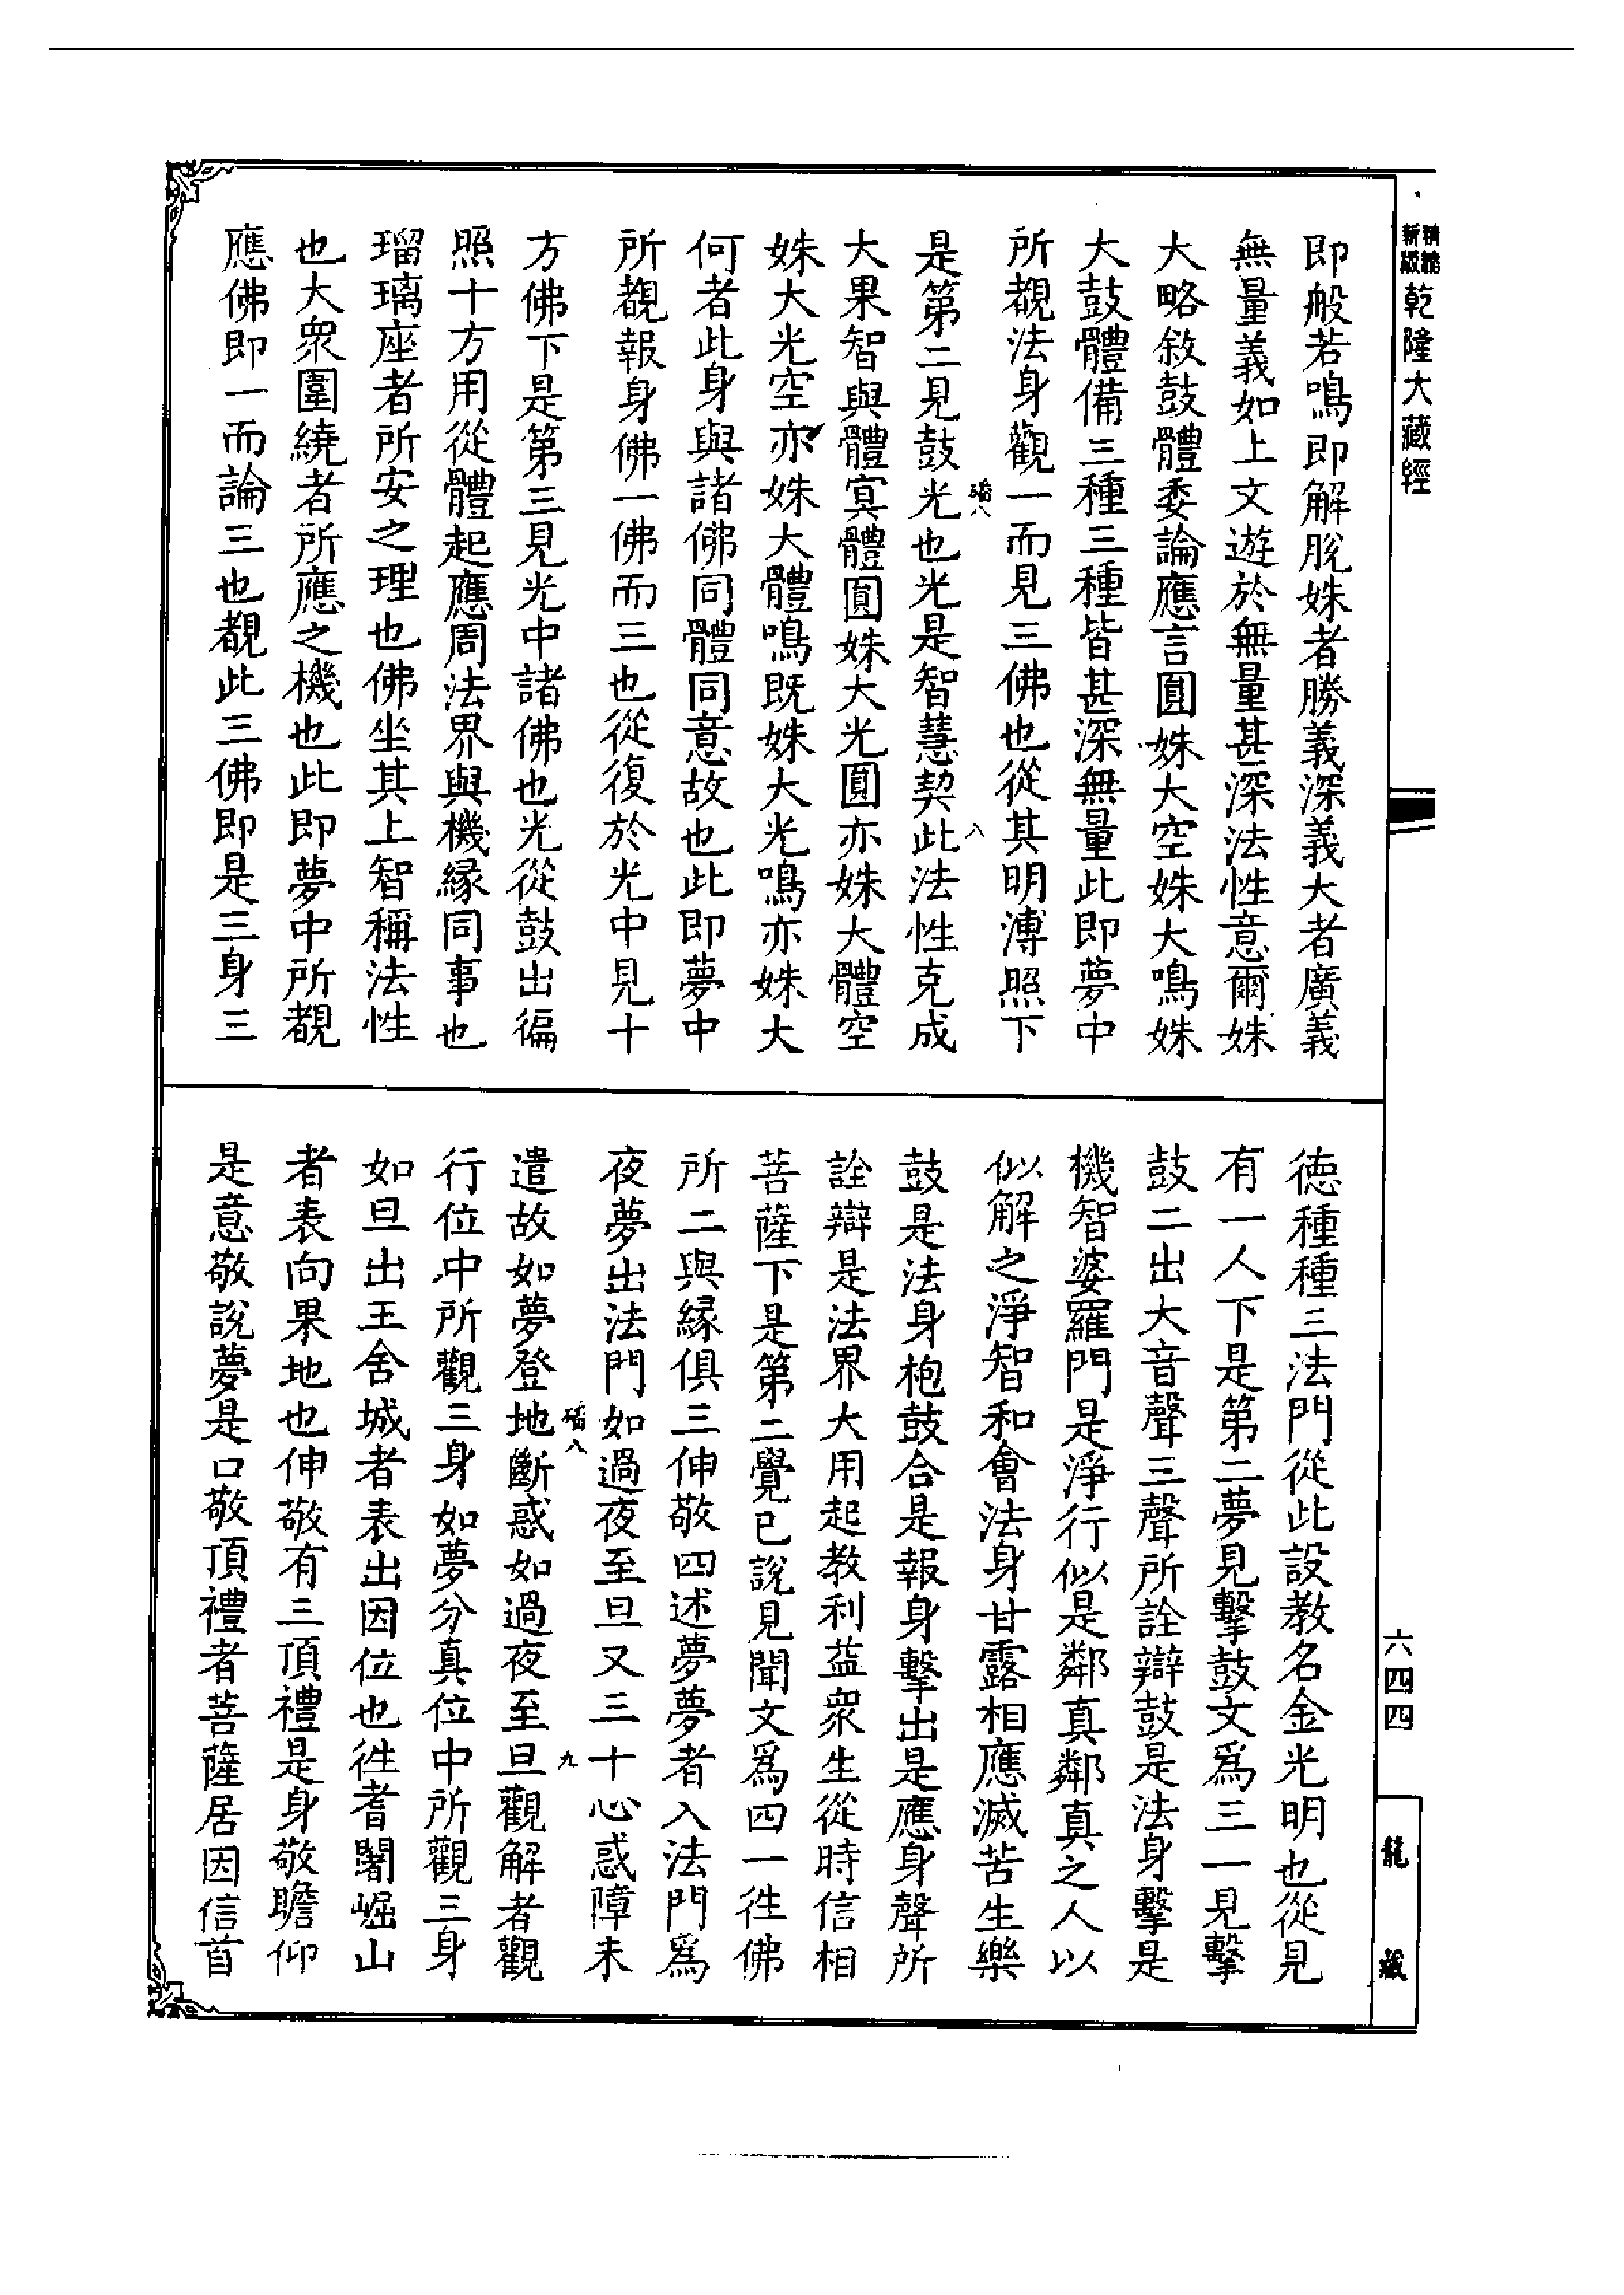 精縮
新版
乾隆大藏經
即般若鳴即解脫姝者勝義深義大者廣義
無量義如上文遊於無量甚深法性意爾姝
大略敘鼓體委論應言圓姝大空姝大鳴姝
大鼓體備三種三種皆甚深無量此即夢中
所覩法身觀一而見三佛也從其明溥照下
是第二見鼓光也光是智慧契此法性克成
大果智與體冥體圓姝大光圓亦姝大體空
姝大光空亦姝大體鳴既姝大光鳴亦姝大
何者此身與諸佛同體同意故也此即夢中
所覩報身佛一佛而三也從復於光中見十
方佛下是第三見光中諸佛也光從鼓出徧
照十方用從體起應周法界與機緣同事也
瑠璃座者所安之理也佛坐其上智稱法性
也大眾圍繞者所應之機也此即夢中所覩
應佛即一而論三也覩此三佛即是三身三
八
德種種三法門從此設教名金光明也從見
有一人下是第二夢見擊鼓文爲三一見擊
鼓二出大音聲三聲所詮辯鼓是法身擊是
機智婆羅門是淨行似是鄰真鄰真之人以
似解之淨智和會法身甘露相應滅苦生樂
鼓是法身枹鼓合是報身擊出是應身聲所
詮辯是法界大用起教利益衆生從時信相
菩薩下是第二覺已說見聞文爲四一往佛
所二與緣俱三伸敬四述夢夢者入法門爲
夜夢出法門如過夜至旦又三十心惑障未
遣故如夢登地斷惑如過夜至旦觀解者觀
行位中所觀三身如夢分真位中所觀三身
如旦出王舍城者表出因位也徃耆闍崛山
者表向果地也伸敬有三頂禮是身敬瞻仰
是意敬說夢是口敬頂禮者菩薩居因信首
九
六四四
龍藏